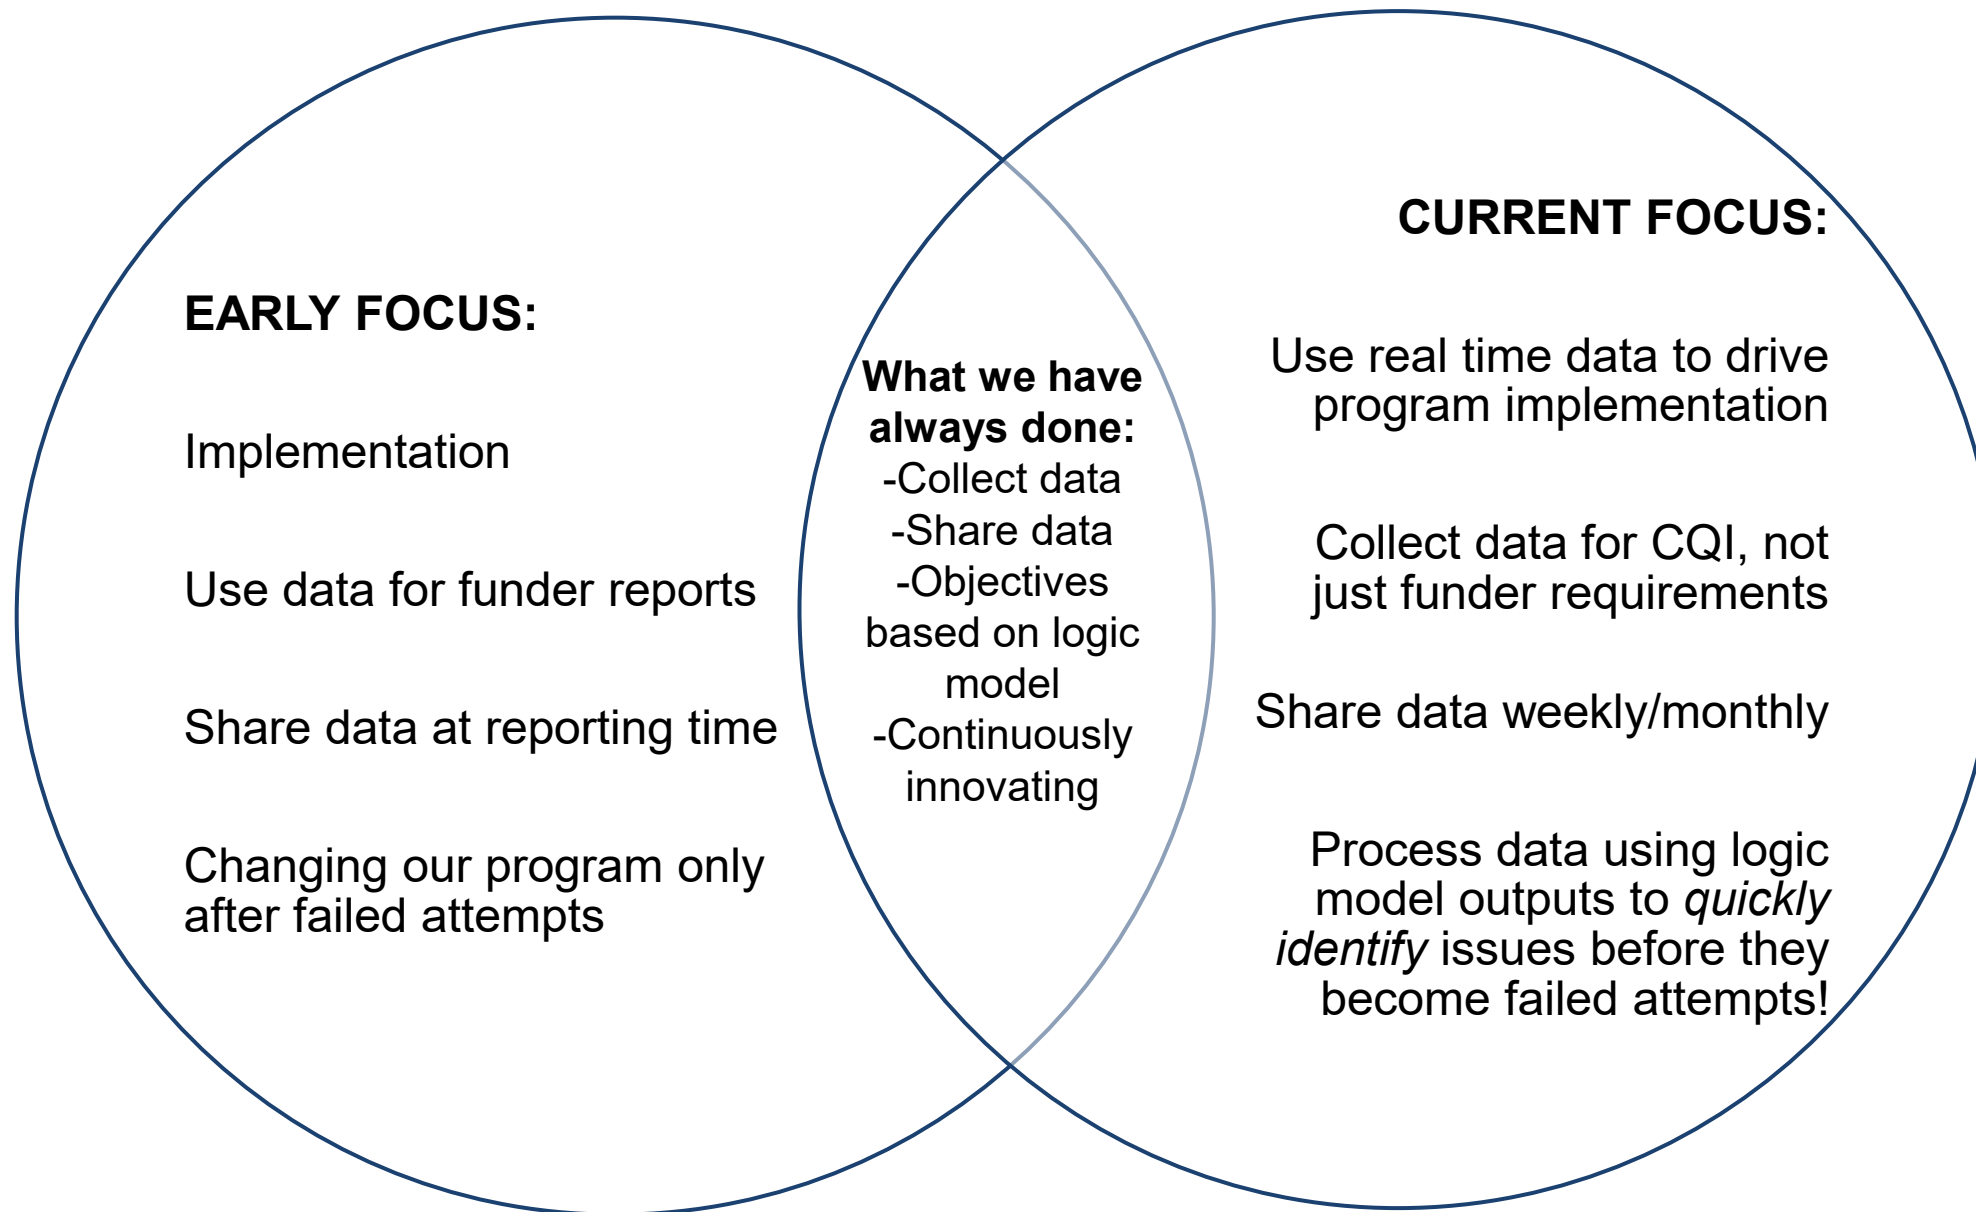 EARLY FOCUS:
Implementation
Use data for funder reports
Share data at reporting time
Changing our program only
after failed attempts
What we have
always done:
-Collect data
-Share data
-Objectives
based on logic
model
-Continuously
innovating
CURRENT FOCUS:
Use real time data to drive
program implementation
Collect data for CQI, not
just funder requirements
Share data weekly/monthly
Process data using logic
model outputs to quickly
identify issues before they
become failed attempts!